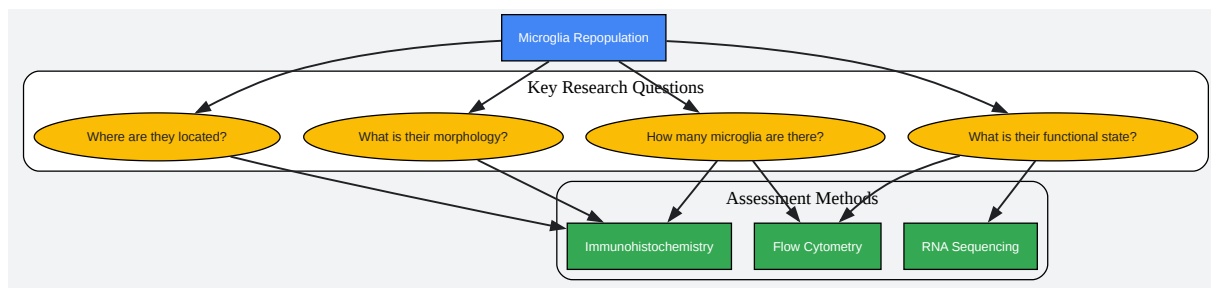 Microglia Repopulation
Key Research Questions
Where are they located?
What is their morphology?
How many microglia are there?
What is their functional state?
Assessment Methods
Immunohistochemistry
Flow Cytometry
RNA Sequencing